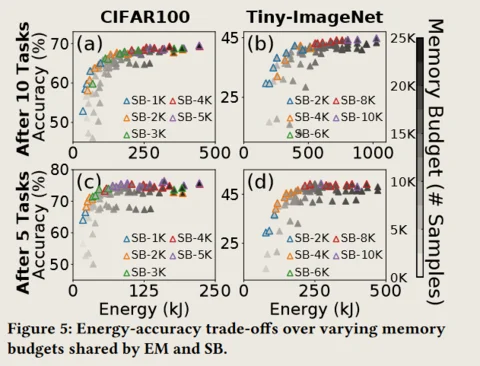 CIFAR100
Tiny-ImageNet
After 10 Tasks
Accuracy (%)
70
60
50
(a)
SB-1K
SB-4K
SB-2K
SB-5K
SB-3K
0
250
500
45
25
(b)
SB-2K
SB-8K
SB-4K
SB-10K
SB-6K
0
500
1000
After 5 Tasks
Accuracy (%)
80
70
60
50
(c)
SB-1K
SB-4K
SB-2K
SB-5K
SB-3K
0
125
250
Energy (kJ)
45
25
(d)
SB-2K
SB-8K
SB-4K
SB-10K
SB-6K
0
250
500
Energy (kJ)
25K
20K
15K
10K
5K
0K
Memory Budget (# Samples)
Figure 5: Energy-accuracy trade-offs over varying memory
budgets shared by EM and SB.